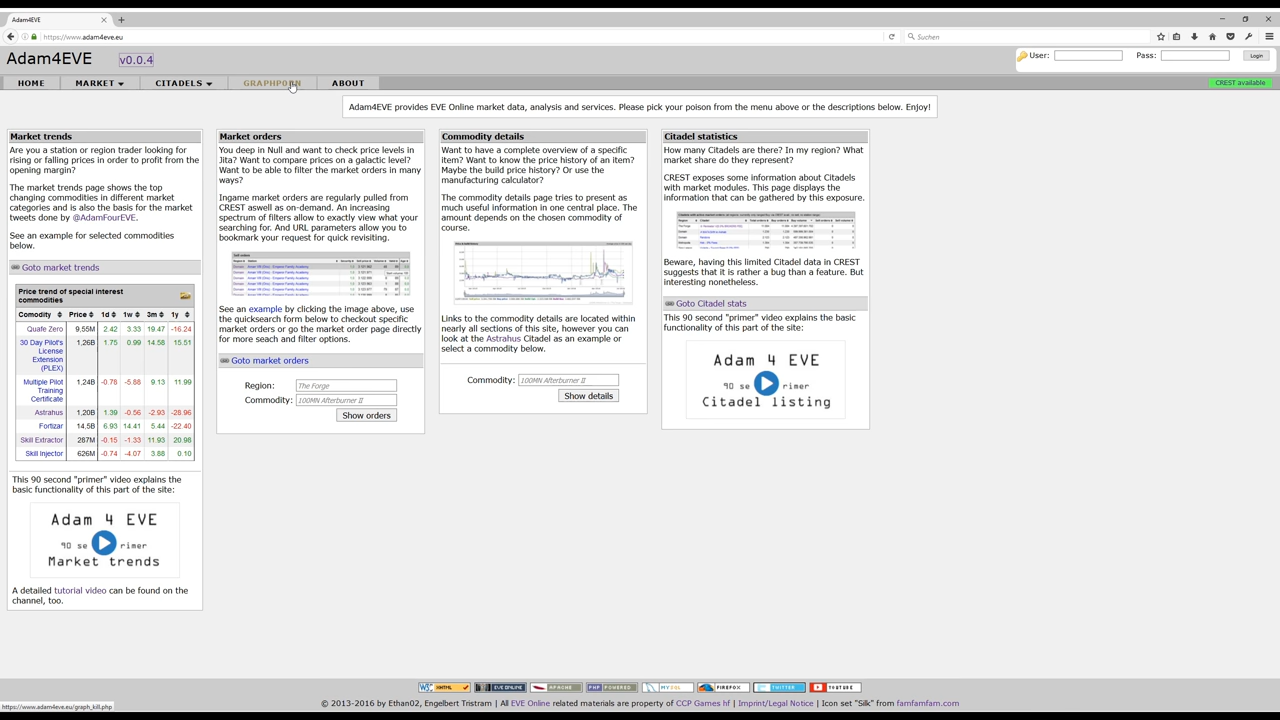 Adam4EVE
https://www.adam4eve.eu
Suchen
Adam4EVE v0.0.4
User: Pass: Login
HOME MARKET CITADELS GRAPHPORN ABOUT
CREST available
Adam4EVE provides EVE Online market data, analysis and services. Please pick your poison from the menu above or the descriptions below. Enjoy!
Market trends
Are you a station or region trader looking for
rising or falling prices in order to profit from the
opening margin?
The market trends page shows the top
changing commodities in different market
categories and is also the basis for the market
tweets done by @AdamFourEVE.
See an example for selected commodities
below.
Goto market trends
Price trend of special interest
commodities
Comodity Price 1d 1w 3m 1y
Quafe Zero 9,55M 2.42 3.33 19.47 -16.24
30 Day Pilot's 1,26B 1.75 0.99 14.58 15.51
License
Extension
(PLEX)
Multiple Pilot 1,24B -0.78 -5.88 9.13 11.99
Training
Certificate
Astrahus 1,20B 1.39 -0.56 -2.93 -28.96
Fortizar 14,5B 6.93 14.41 5.44 -22.40
Skill Extractor 287M -0.15 -1.33 11.93 20.98
Skill Injector 626M -0.74 -4.07 3.88 0.10
This 90 second "primer" video explains the
basic functionality of this part of the site:
Adam 4 EVE
90 se rimer
Market trends
A detailed tutorial video can be found on the
channel, too.
Market orders
You deep in Null and want to check price levels in
Jita? Want to compare prices on a galactic level?
Want to be able to filter the market orders in many
ways?
Ingame market orders are regularly pulled from
CREST aswell as on-demand. An increasing
spectrum of filters allow to exactly view what your
searching for. And URL parameters allow you to
bookmark your request for quick revisiting.
See an example by clicking the image above, use
the quicksearch form below to checkout specific
market orders or go the market order page directly
for more seach and filter options.
Goto market orders
Region: The Forge
Commodity: 100MN Afterburner II
Show orders
Commodity details
Want to have a complete overview of a specific
item? Want to know the price history of an item?
Maybe the build price history? Or use the
manufacturing calculator?
The commodity details page tries to present as
much useful information in one central place. The
amount depends on the chosen commodity of
course.
Links to the commodity details are located within
nearly all sections of this site, however you can
look at the Astrahus Citadel as an example or
select a commodity below.
Commodity: 100MN Afterburner II
Show details
Citadel statistics
How many Citadels are there? In my region? What
market share do they represent?
CREST exposes some information about Citadels
with market modules. This page displays the
information that can be gathered by this exposure.
Beware, having this limited Citadel data in CREST
suggests that it is rather a bug than a feature. But
interesting nonetheless.
Goto Citadel stats
This 90 second "primer" video explains the basic
functionality of this part of the site:
Adam 4 EVE
90 se rimer
Citadel listing
W3C XHTML EVE ONLINE APACHE PHP POWERED MYSQL FIREFOX TWITTER YOUTUBE
© 2013-2016 by Ethan02, Engelbert Tristram | All EVE Online related materials are property of CCP Games hf | Imprint/Legal Notice | Icon set "Silk" from famfamfam.com
https://www.adam4eve.eu/graph_kill.php